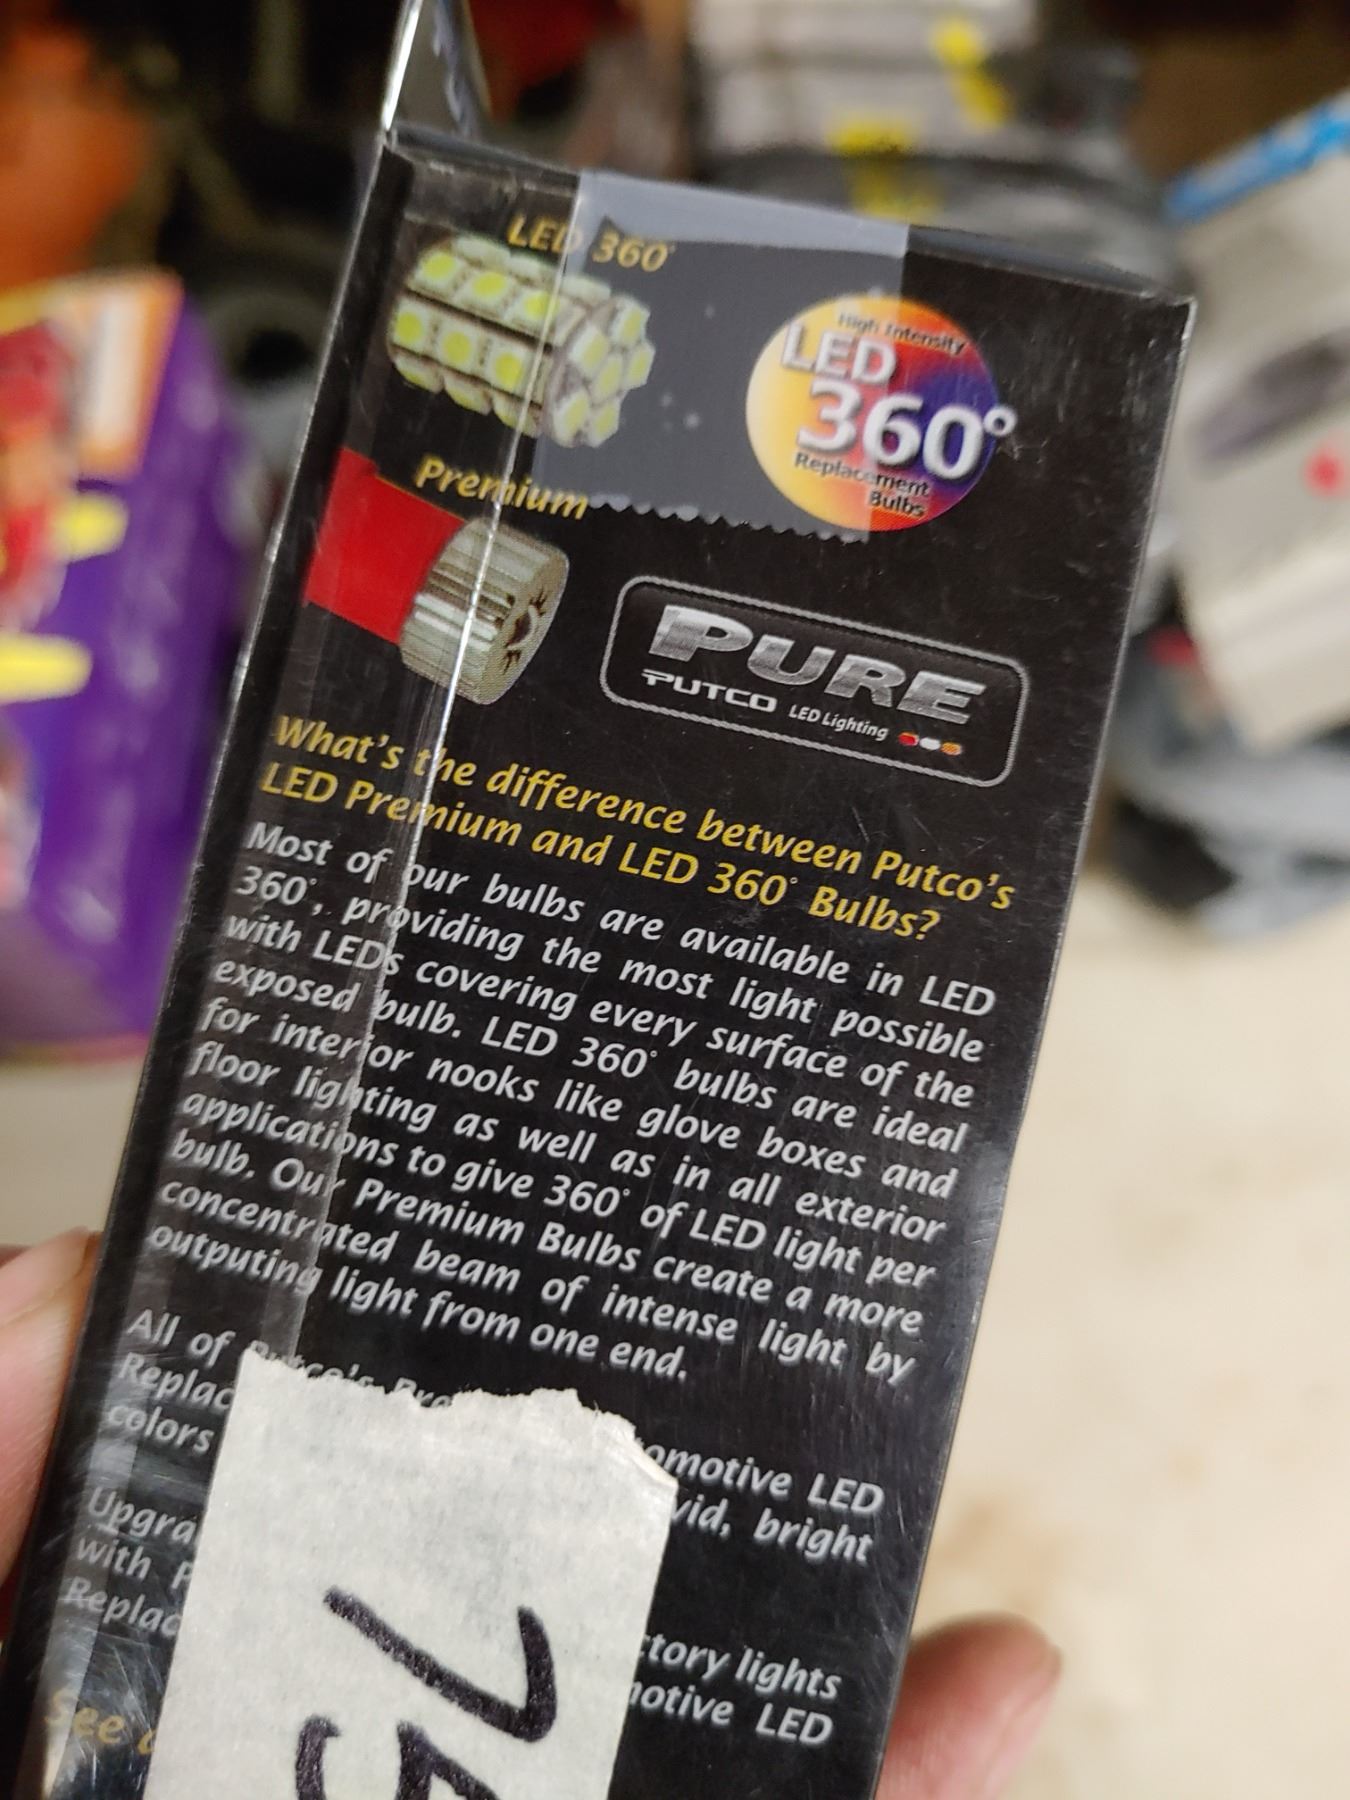 LED 360°
High Intensity
LED
360°
Replacement
Bulbs
Premium
PURE
PUTCO LED Lighting
What's the difference between Putco's
LED Premium and LED 360° Bulbs?
Most of our bulbs are available in LED
360°, providing the most light possible
with LEDs covering every surface of the
exposed bulb. LED 360° bulbs are ideal
for interior nooks like glove boxes and
floor lighting as well as in all exterior
applications to give 360° of LED light per
bulb. Our Premium Bulbs create a more
concentrated beam of intense light by
outputing light from one end.
All of Putco's Pre omotive LED
Replac vid, bright
colors
Upgra ctory lights
with P notive LED
Replac
See
75